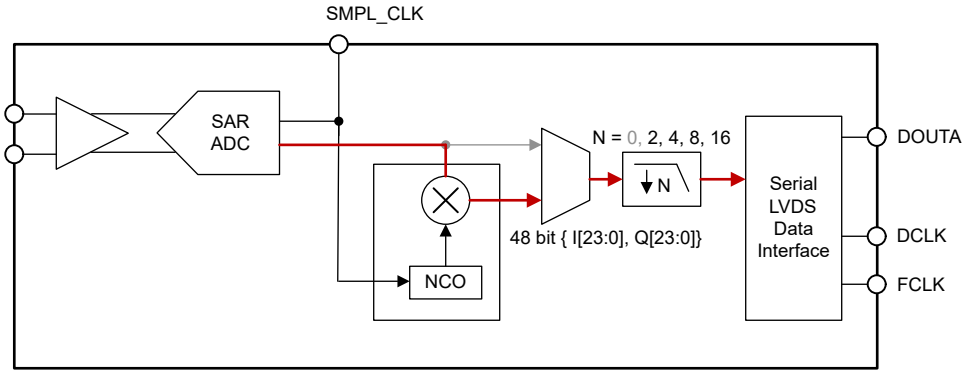 SMPL_CLK
SAR
ADC
N = 0, 2, 4, 8, 16
N
DOUTA
Serial
LVDS
Data
Interface
48 bit { I[23:0], Q[23:0]}
DCLK
NCO
FCLK